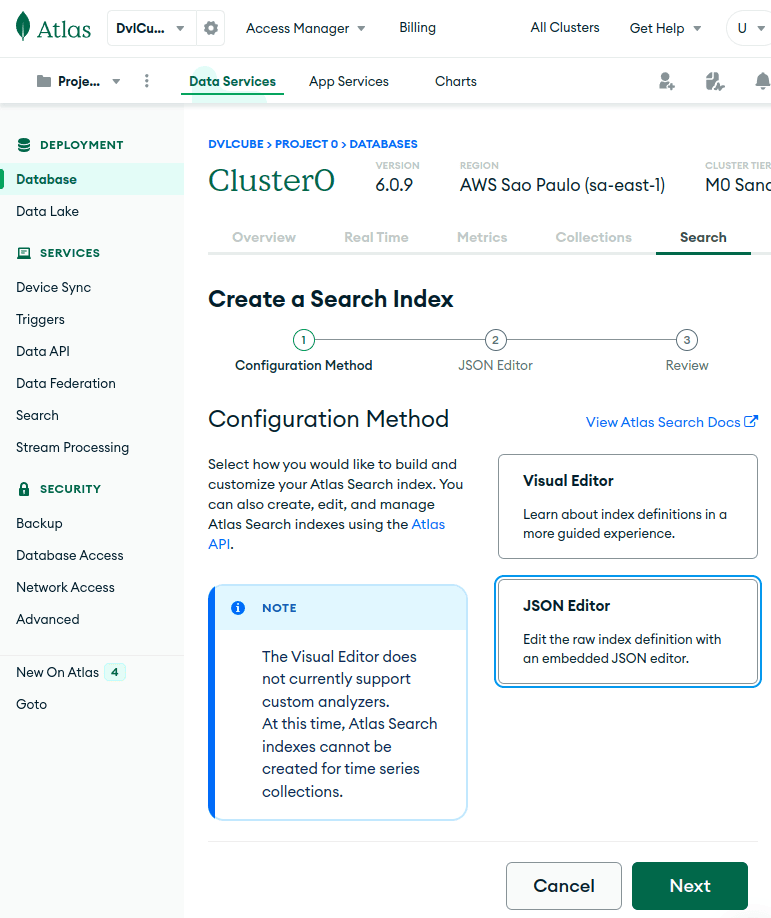 Atlas
DvlCu...
Access Manager
Billing
All Clusters
Get Help
U
Proje...
Data Services
App Services
Charts
DEPLOYMENT
Database
Data Lake
SERVICES
Device Sync
Triggers
Data API
Data Federation
Search
Stream Processing
SECURITY
Backup
Database Access
Network Access
Advanced
New On Atlas 4
Goto
DVLCUBE > PROJECT 0 > DATABASES
Cluster0
VERSION
6.0.9
REGION
AWS Sao Paulo (sa-east-1)
CLUSTER TIER
M0 Sand
Overview
Real Time
Metrics
Collections
Search
Create a Search Index
1
Configuration Method
2
JSON Editor
3
Review
Configuration Method
View Atlas Search Docs
Select how you would like to build and
customize your Atlas Search index. You
can also create, edit, and manage
Atlas Search indexes using the Atlas
API.
NOTE
The Visual Editor does
not currently support
custom analyzers.
At this time, Atlas Search
indexes cannot be
created for time series
collections.
Visual Editor
Learn about index definitions in a
more guided experience.
JSON Editor
Edit the raw index definition with
an embedded JSON editor.
Cancel
Next